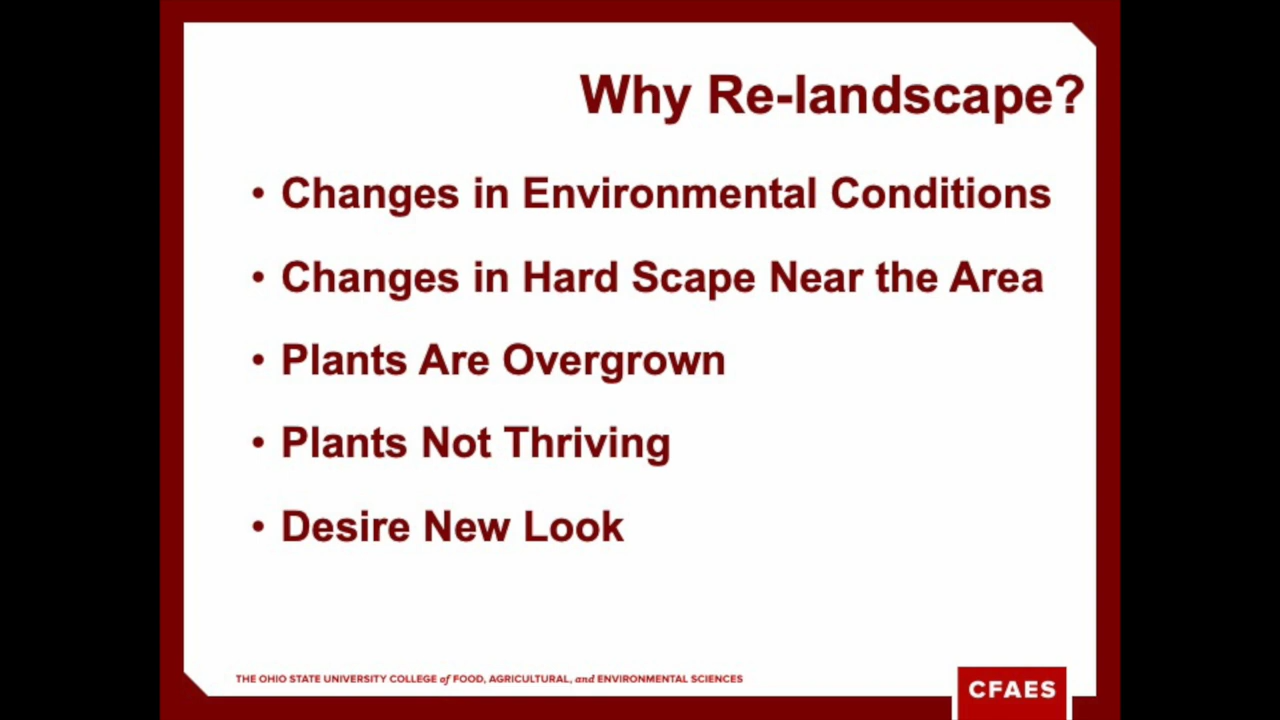 Why Re-landscape?
• Changes in Environmental Conditions
• Changes in Hard Scape Near the Area
• Plants Are Overgrown
• Plants Not Thriving
• Desire New Look
THE OHIO STATE UNIVERSITY COLLEGE of FOOD, AGRICULTURAL, and ENVIRONMENTAL SCIENCES
CFAES